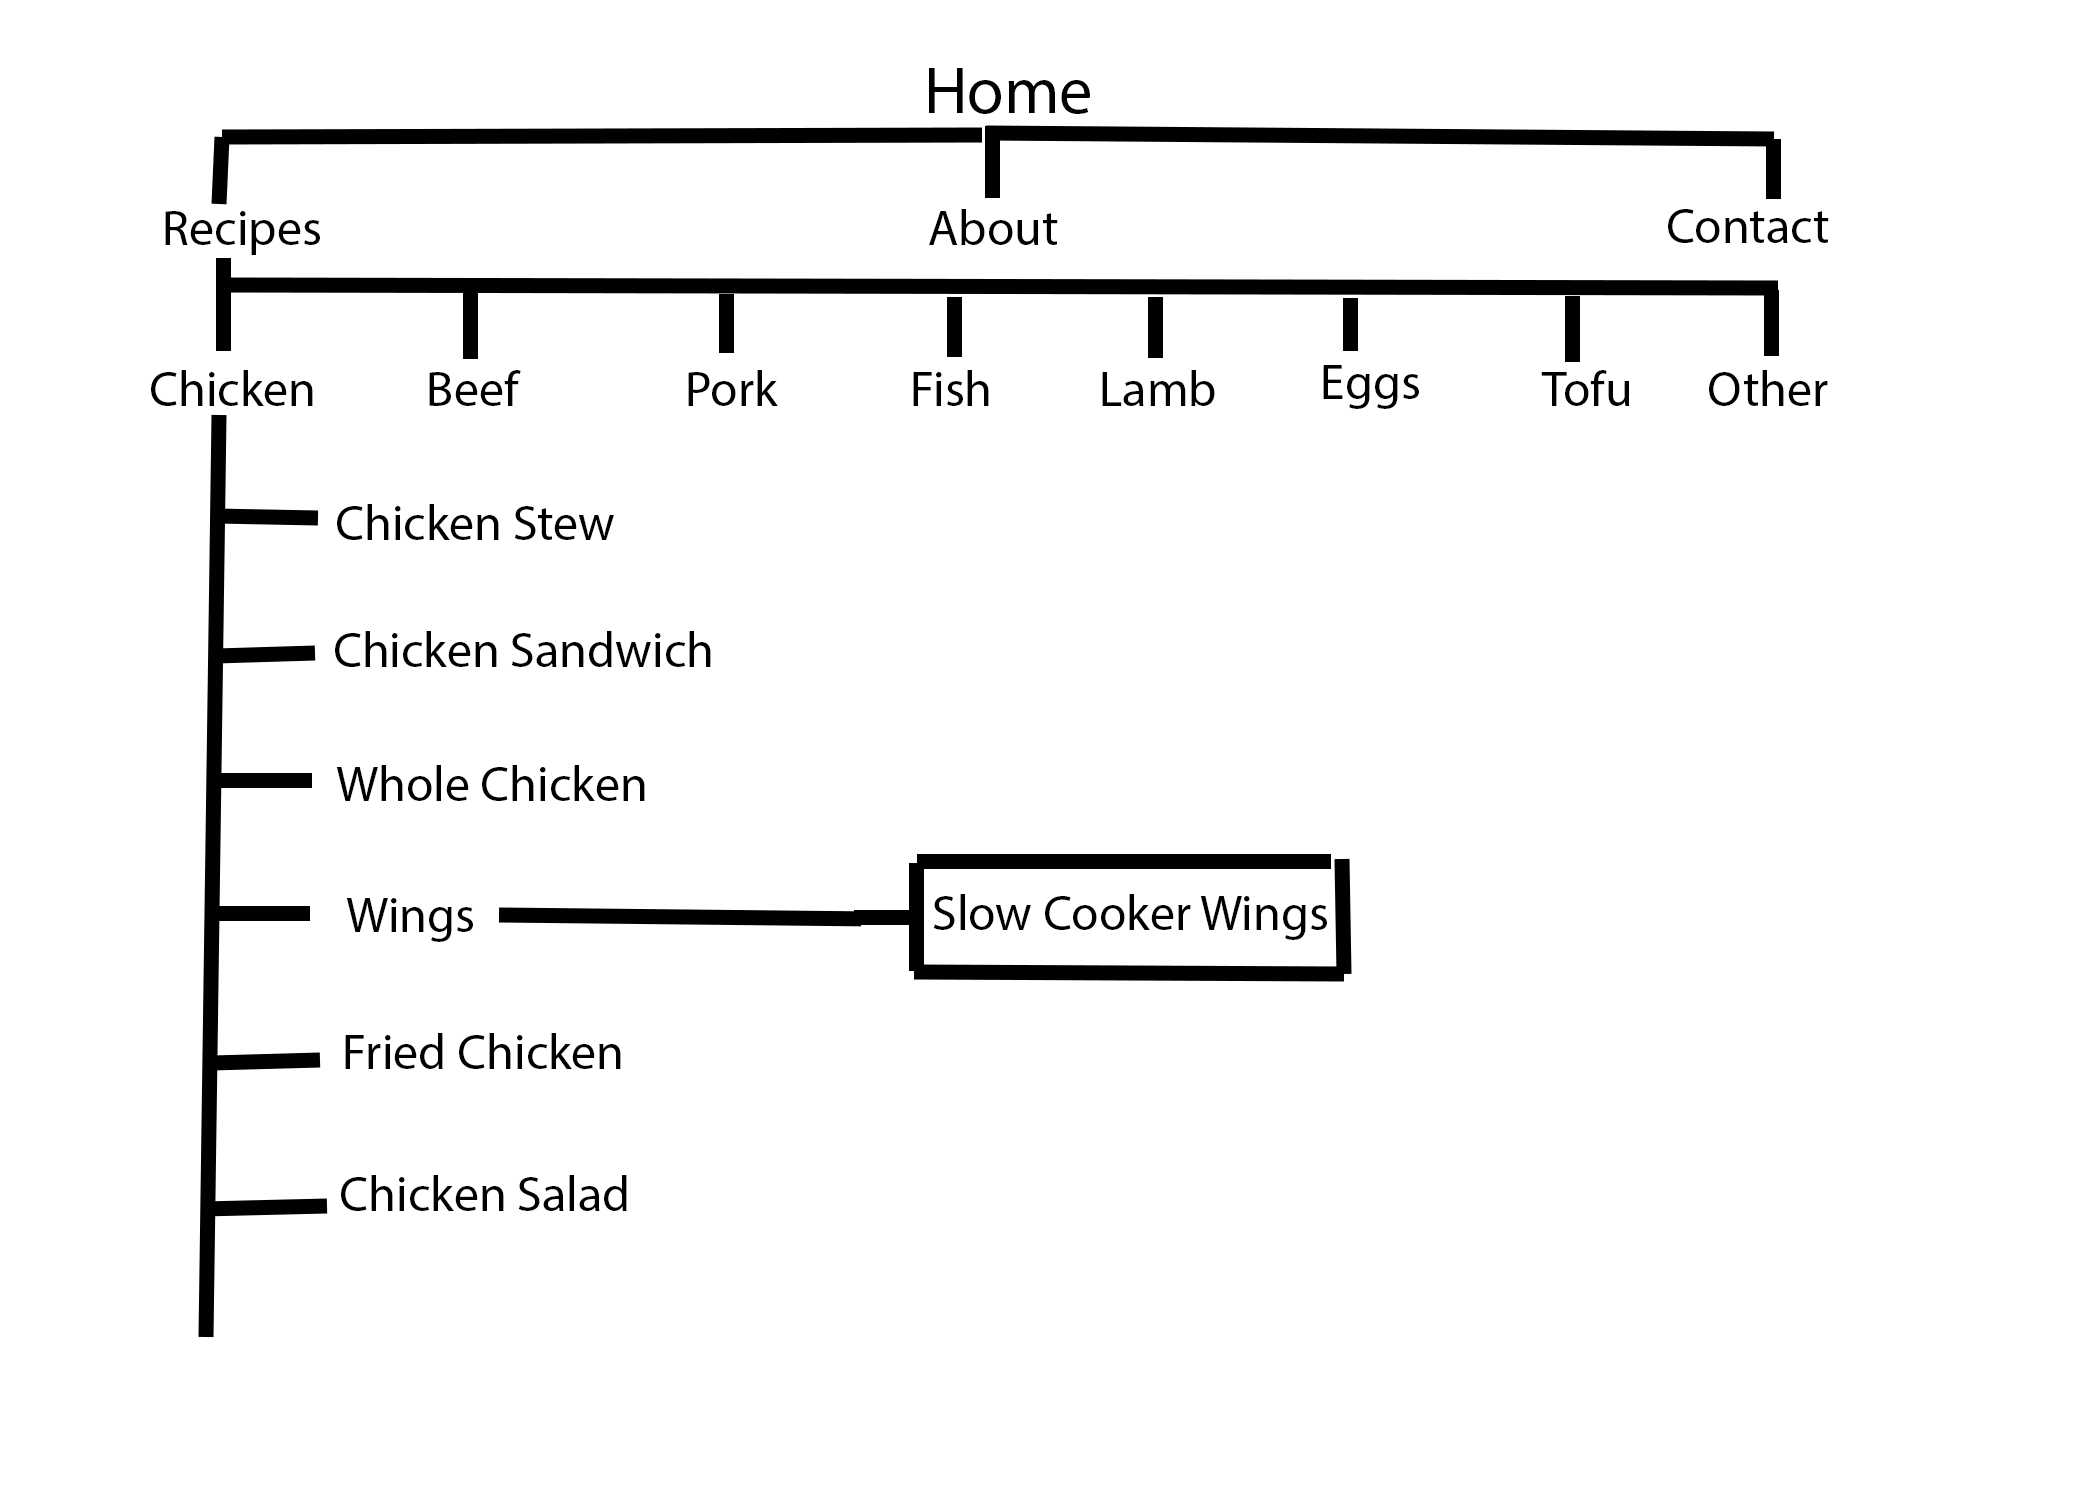 Home
Recipes About Contact
Chicken Beef Pork Fish Lamb Eggs Tofu Other
Chicken Stew
Chicken Sandwich
Whole Chicken
Wings Slow Cooker Wings
Fried Chicken
Chicken Salad